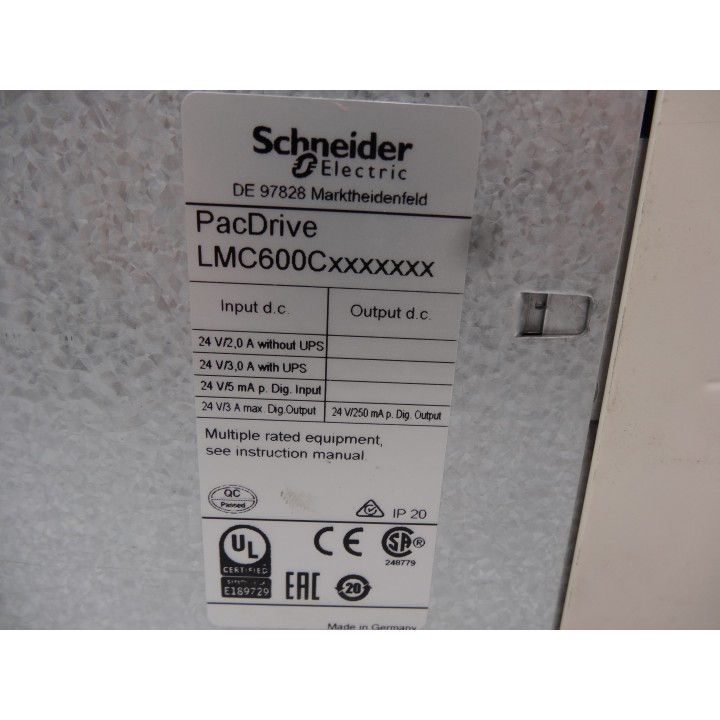 Schneider
Electric
DE 97828 Marktheidenfeld
PacDrive
LMC600Cxxxxxxx
Input d.c. Output d.c.
24 V/2,0 A without UPS
24 V/3,0 A with UPS
24 V/5 mA p. Dig. Input
24 V/3 A max. Dig.Output 24 V/250 mA p. Dig. Output
Multiple rated equipment,
see instruction manual.
QC
Passed
IP 20
UL
CERTIFIED
E189729
CE
SA ®
248779
EAC
20
Made in Germany